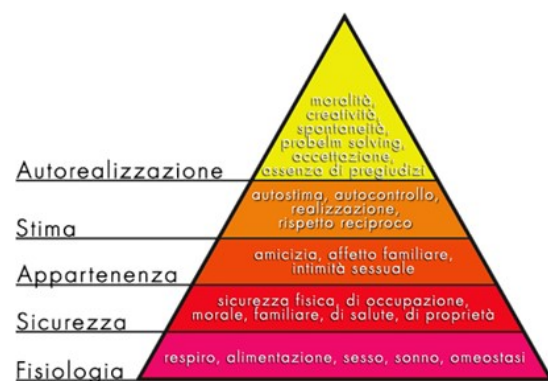 moralità,
creatività,
spontaneità,
probelm solving,
accettazione,
assenza di pregiudizi
Autorealizzazione
autostima, autocontrollo,
realizzazione,
rispetto reciproco
Stima
amicizia, affetto familiare,
intimità sessuale
Appartenenza
sicurezza fisica, di occupazione,
morale, familiare, di salute, di proprietà
Sicurezza
respiro, alimentazione, sesso, sonno, omeostasi
Fisiologia